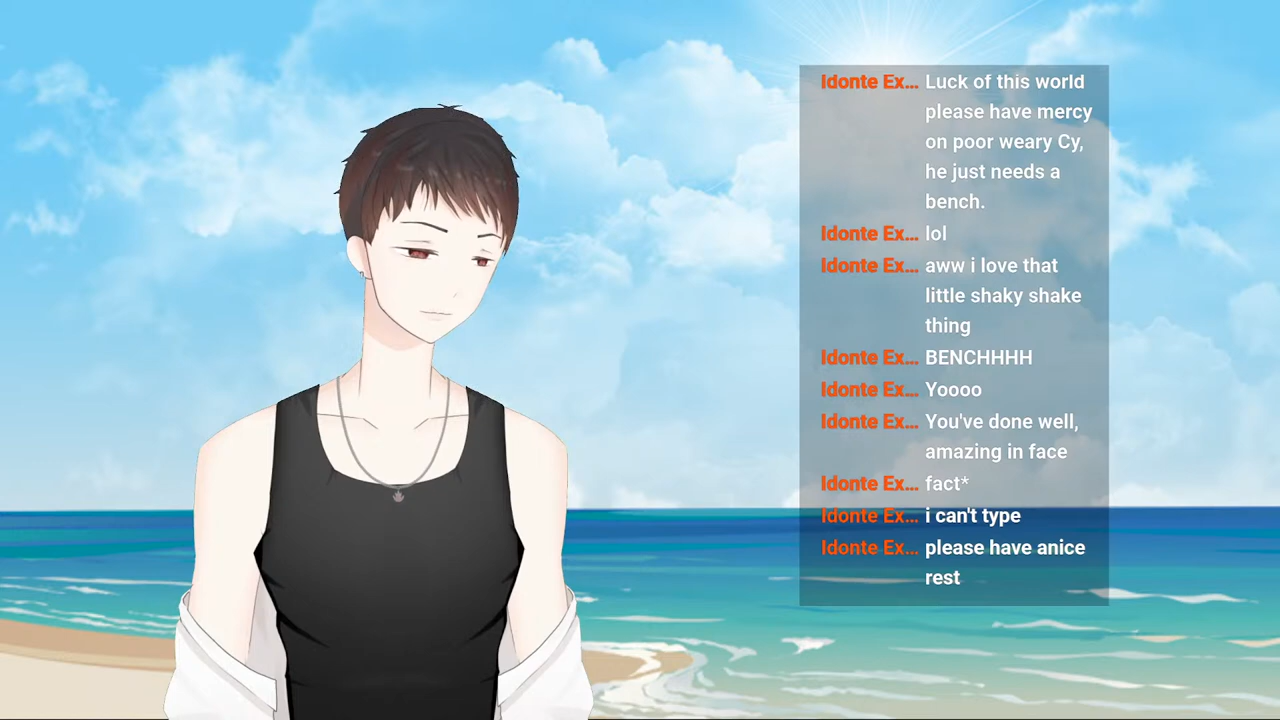 Idonte Ex... Luck of this world
please have mercy
on poor weary Cy,
he just needs a
bench.
Idonte Ex... lol
Idonte Ex... aww i love that
little shaky shake
thing
Idonte Ex... BENCHHHH
Idonte Ex... Yoooo
Idonte Ex... You've done well,
amazing in face
Idonte Ex... fact*
Idonte Ex... i can't type
Idonte Ex... please have anice
rest